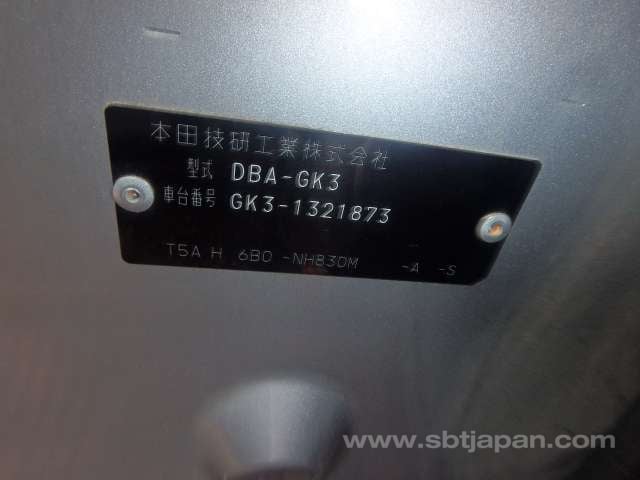 本田技研工業株式会社
型式 DBA-GK3
車台番号 GK3-1321873
T5A H 6B0 -NH830M -A -S
www.sbtjapan.com